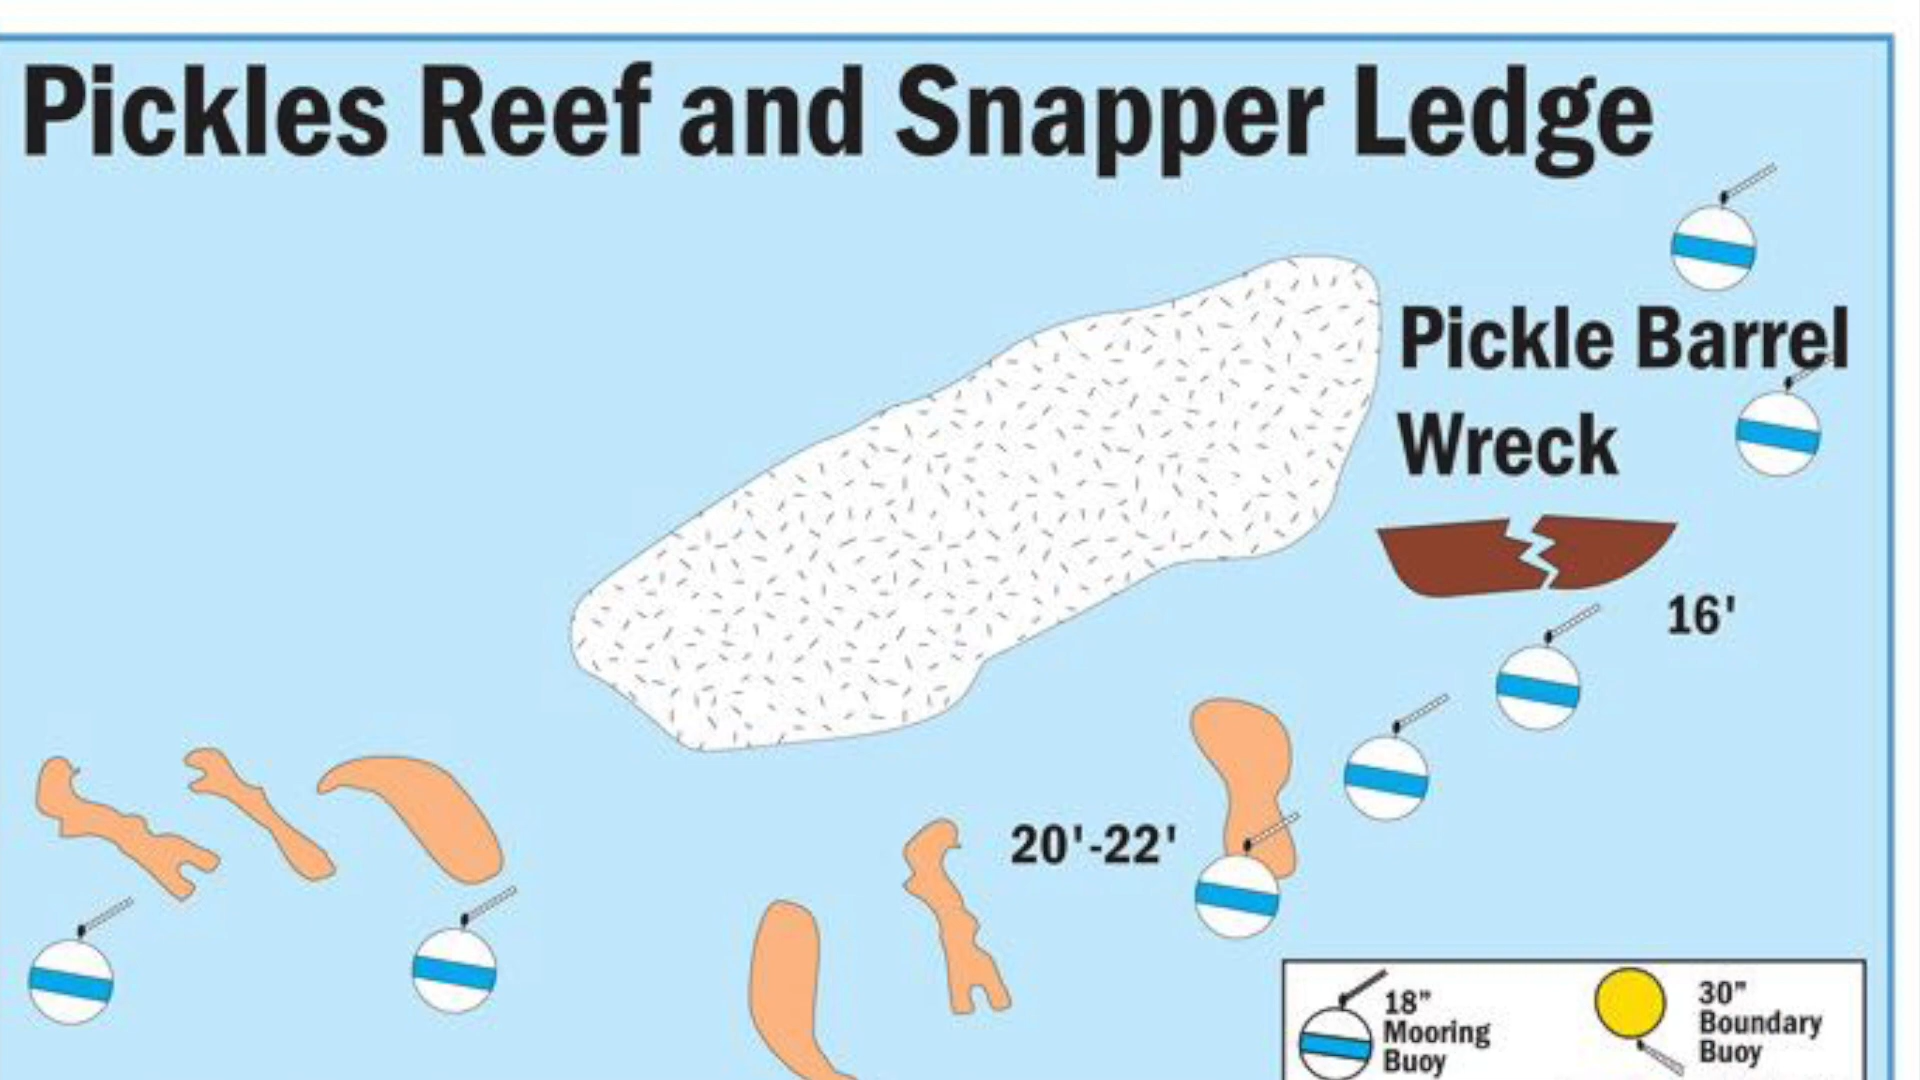 Pickles Reef and Snapper Ledge
Pickle Barrel
Wreck
16'
20'-22'
18”
Mooring
Buoy
30”
Boundary
Buoy